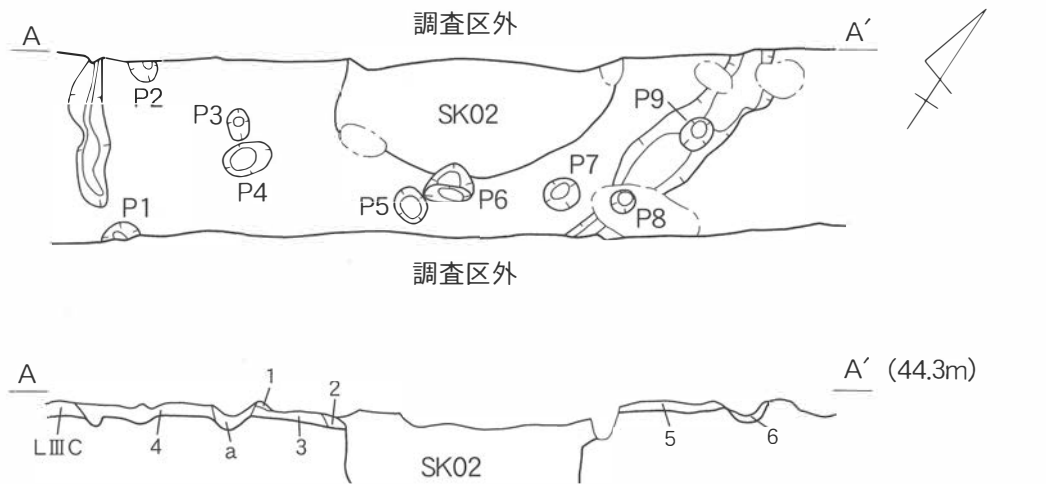 調査区外
A A′
P2
SK02
P9
P3
P4
P7
P5 P6
P1 P8
調査区外
A A′ (44.3m)
1 2
LⅢC 4 a 3 5 6
SK02